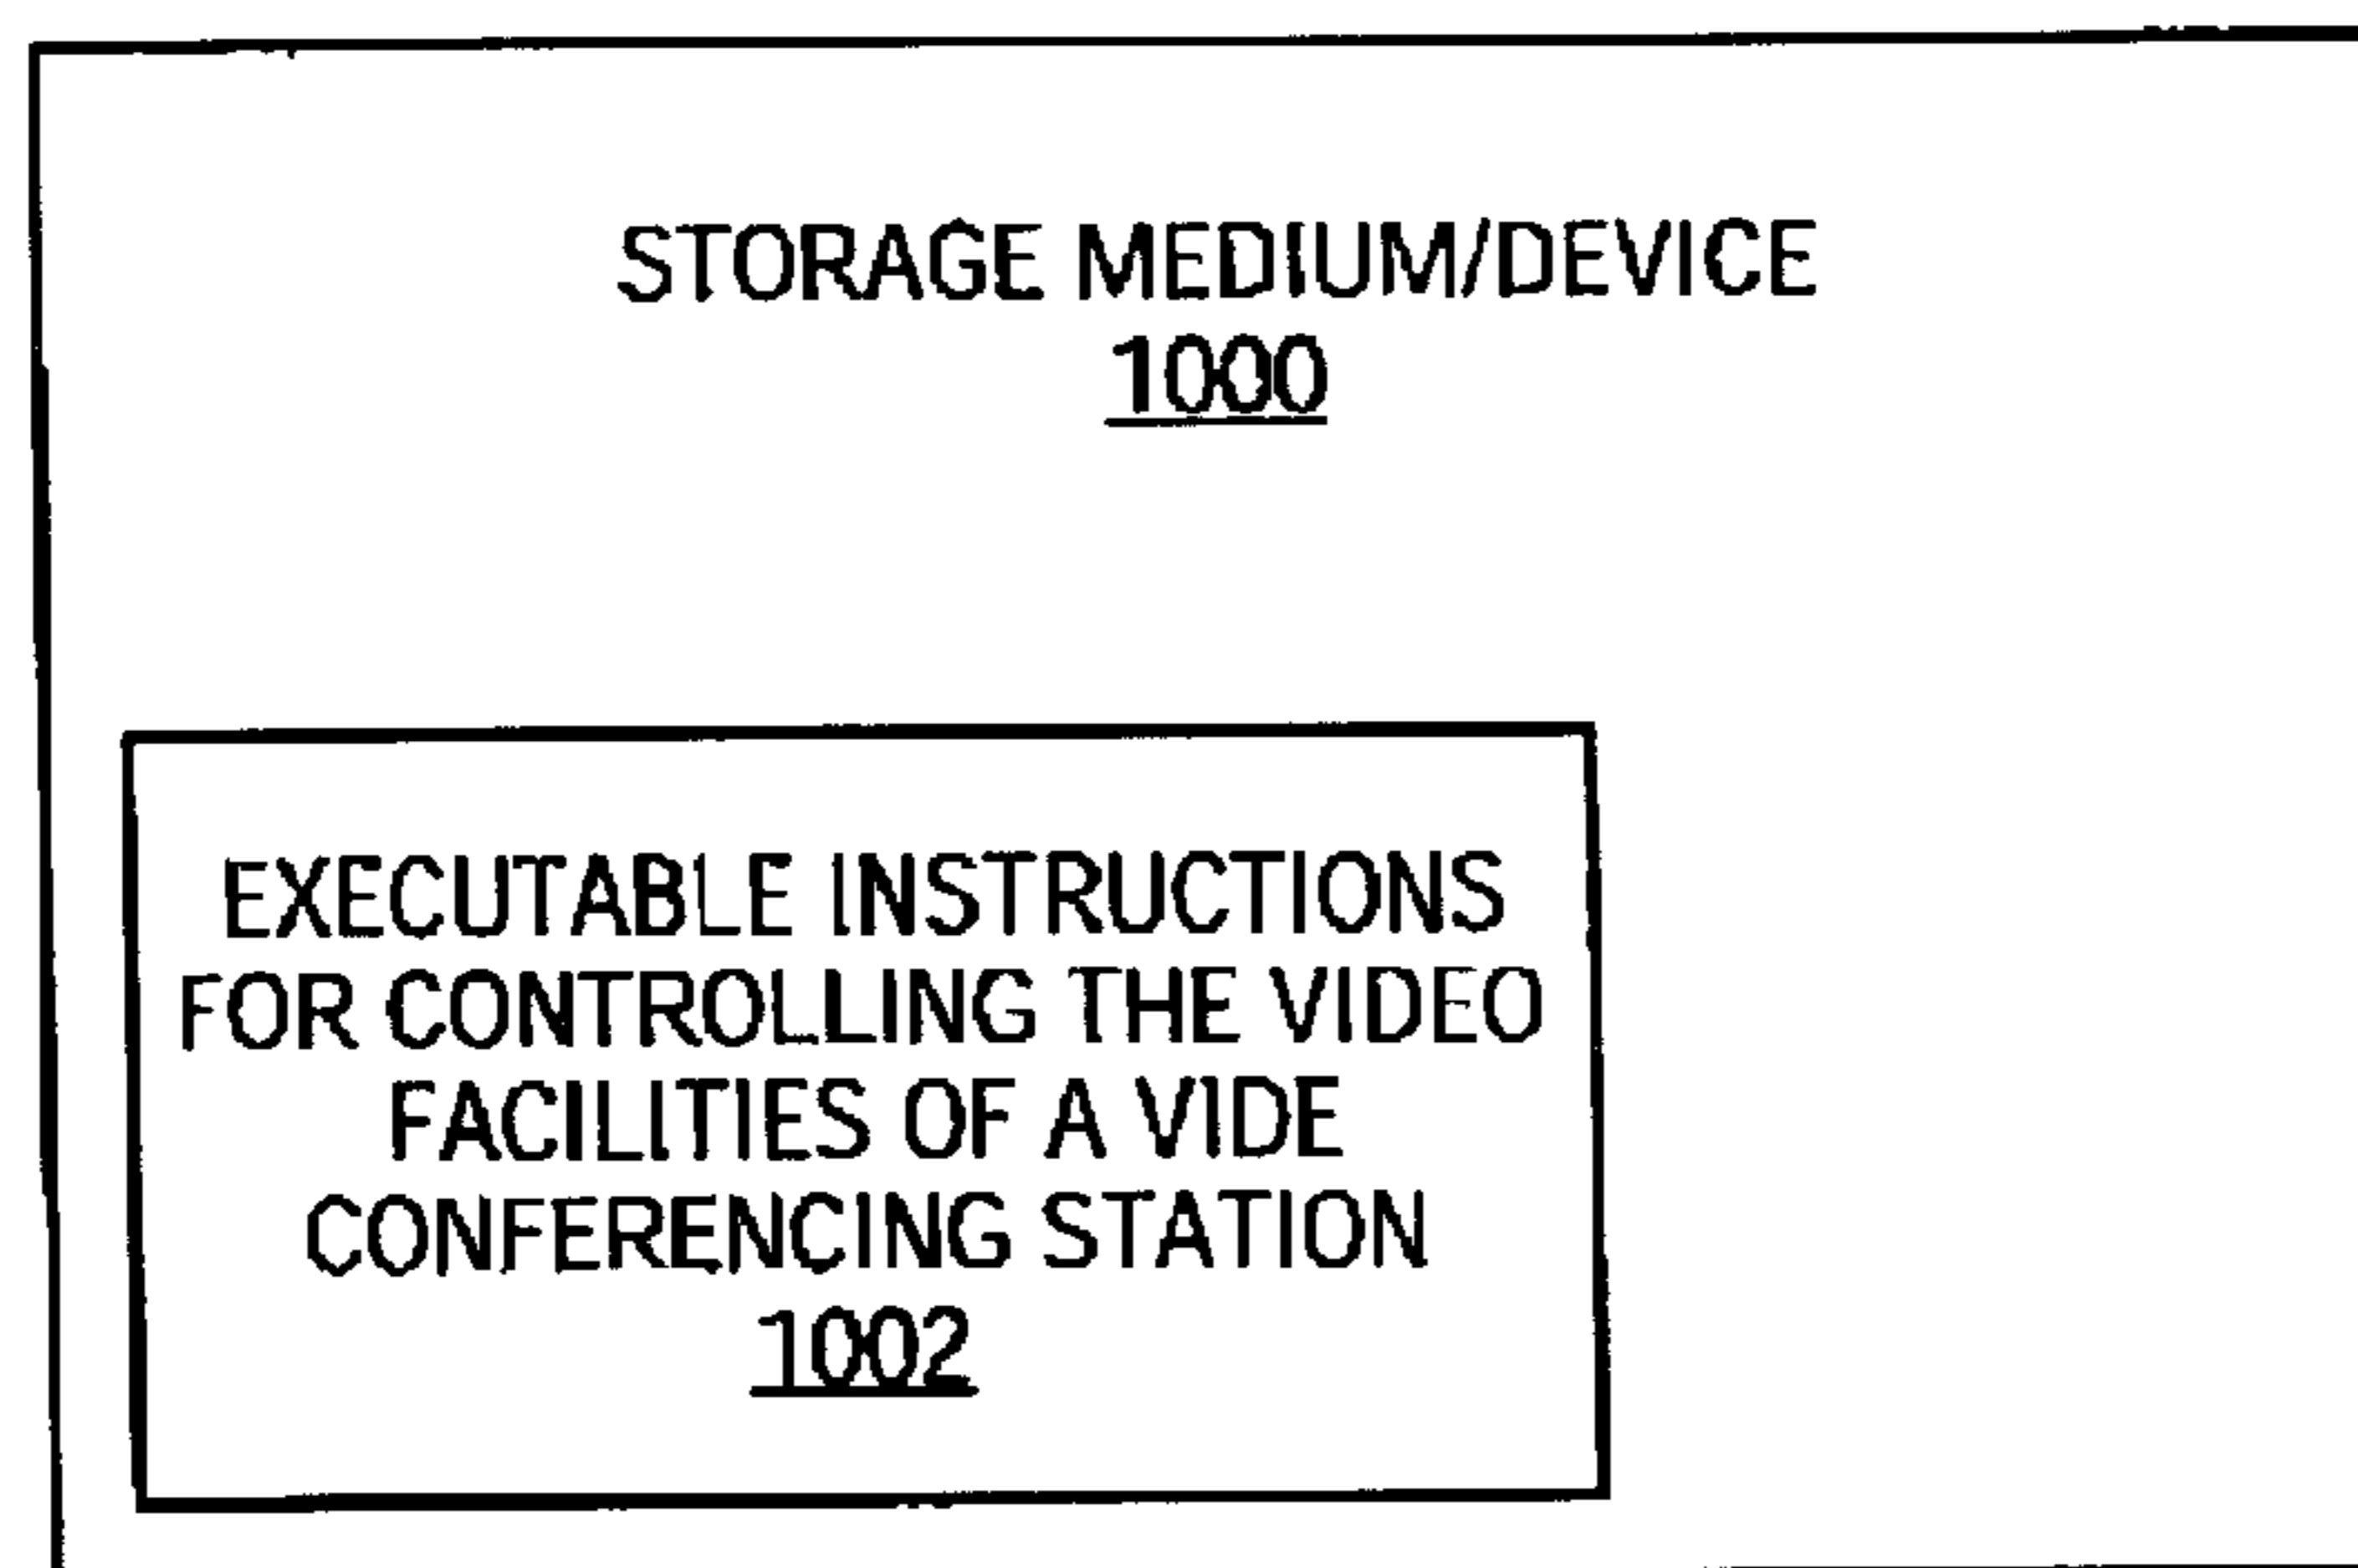 STORAGE MEDIUM/DEVICE
1000
EXECUTABLE INSTRUCTIONS
FOR CONTROLLING THE VIDEO
FACILITIES OF A VIDE
CONFERENCING STATION
1002